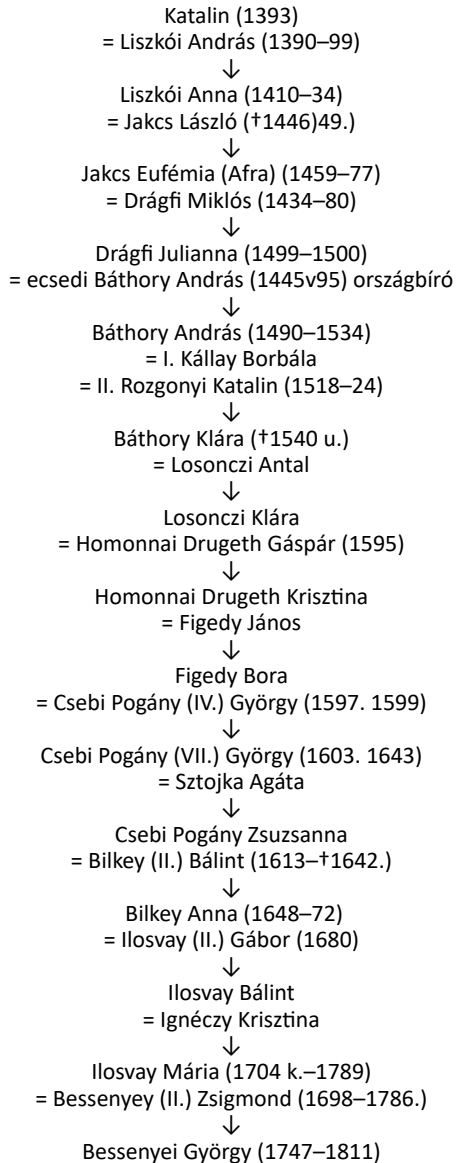 Katalin (1393)
= Liszkói András (1390–99)
↓
Liszkói Anna (1410–34)
= Jakcs László (†1446)49.)
↓
Jakcs Eufémia (Afra) (1459–77)
= Drágfi Miklós (1434–80)
↓
Drágfi Julianna (1499–1500)
= ecsedi Báthory András (1445v95) országbíró
↓
Báthory András (1490–1534)
= I. Kállay Borbála
= II. Rozgonyi Katalin (1518–24)
↓
Báthory Klára (†1540 u.)
= Losonczi Antal
↓
Losonczi Klára
= Homonnai Drugeth Gáspár (1595)
↓
Homonnai Drugeth Krisztina
= Figedy János
↓
Figedy Bora
= Csebi Pogány (IV.) György (1597. 1599)
↓
Csebi Pogány (VII.) György (1603. 1643)
= Sztojka Agáta
↓
Csebi Pogány Zsuzsanna
= Bilkey (II.) Bálint (1613–†1642.)
↓
Bilkey Anna (1648–72)
= Ilosvay (II.) Gábor (1680)
↓
Ilosvay Bálint
= Ignéczy Krisztina
↓
Ilosvay Mária (1704 k.–1789)
= Bessenyey (II.) Zsigmond (1698–1786.)
↓
Bessenyei György (1747–1811)